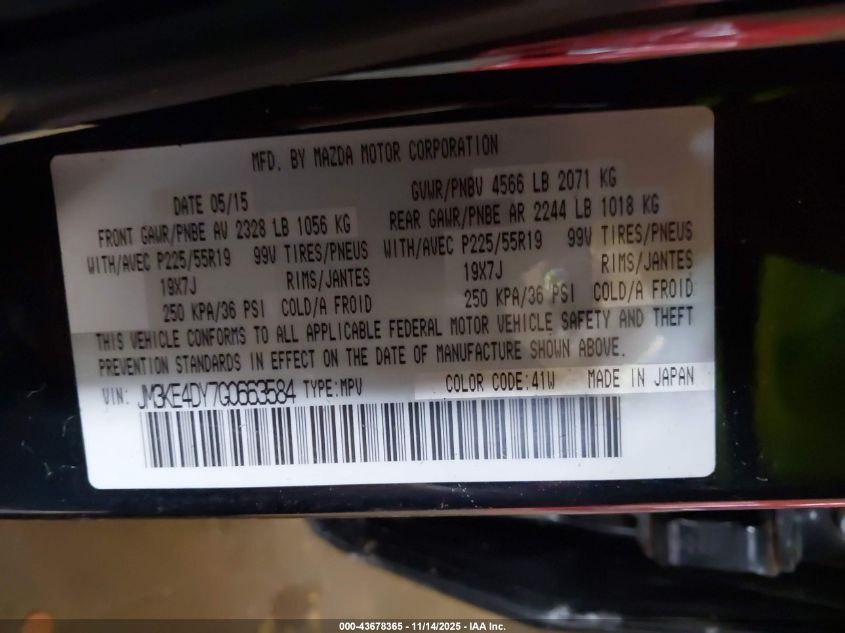 MFD. BY MAZDA MOTOR CORPORATION
DATE 05/15 GVWR/PNBV 4566 LB 2071 KG
FRONT GAWR/PNBE AV 2328 LB 1056 KG REAR GAWR/PNBE AR 2244 LB 1018 KG
WITH/AVEC P225/55R19 99V TIRES/PNEUS WITH/AVEC P225/55R19 99V TIRES/PNEUS
19X7J RIMS/JANTES 19X7J RIMS/JANTES
250 KPA/36 PSI COLD/A FROID 250 KPA/36 PSI COLD/A FROID
THIS VEHICLE CONFORMS TO ALL APPLICABLE FEDERAL MOTOR VEHICLE SAFETY AND THEFT
PREVENTION STANDARDS IN EFFECT ON THE DATE OF MANUFACTURE SHOWN ABOVE.
VIN: JM3KE4DY7G0663584 TYPE:MPV COLOR CODE:41W MADE IN JAPAN
000-43678365 | 11/14/2025 - IAA Inc.